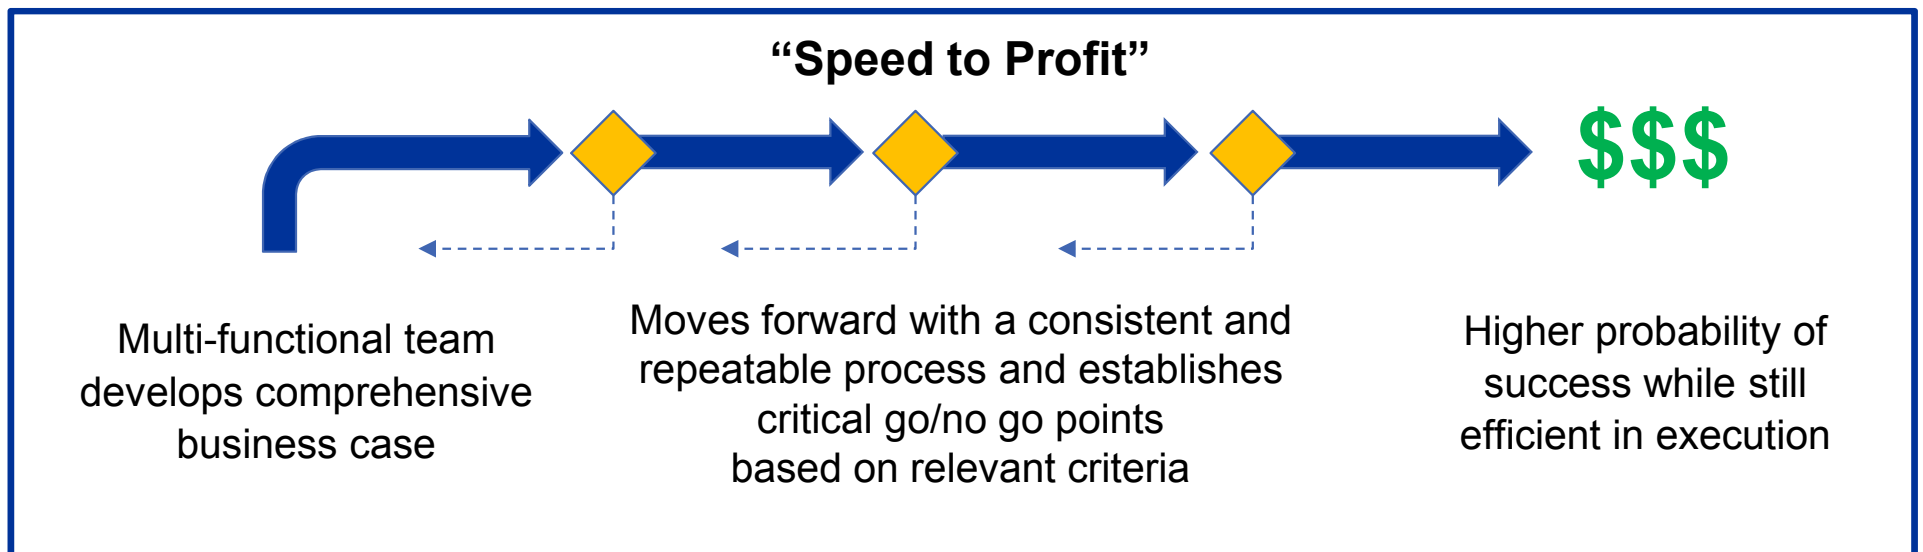 “Speed to Profit”
$$$
Multi-functional team
develops comprehensive
business case
Moves forward with a consistent and
repeatable process and establishes
critical go/no go points
based on relevant criteria
Higher probability of
success while still
efficient in execution